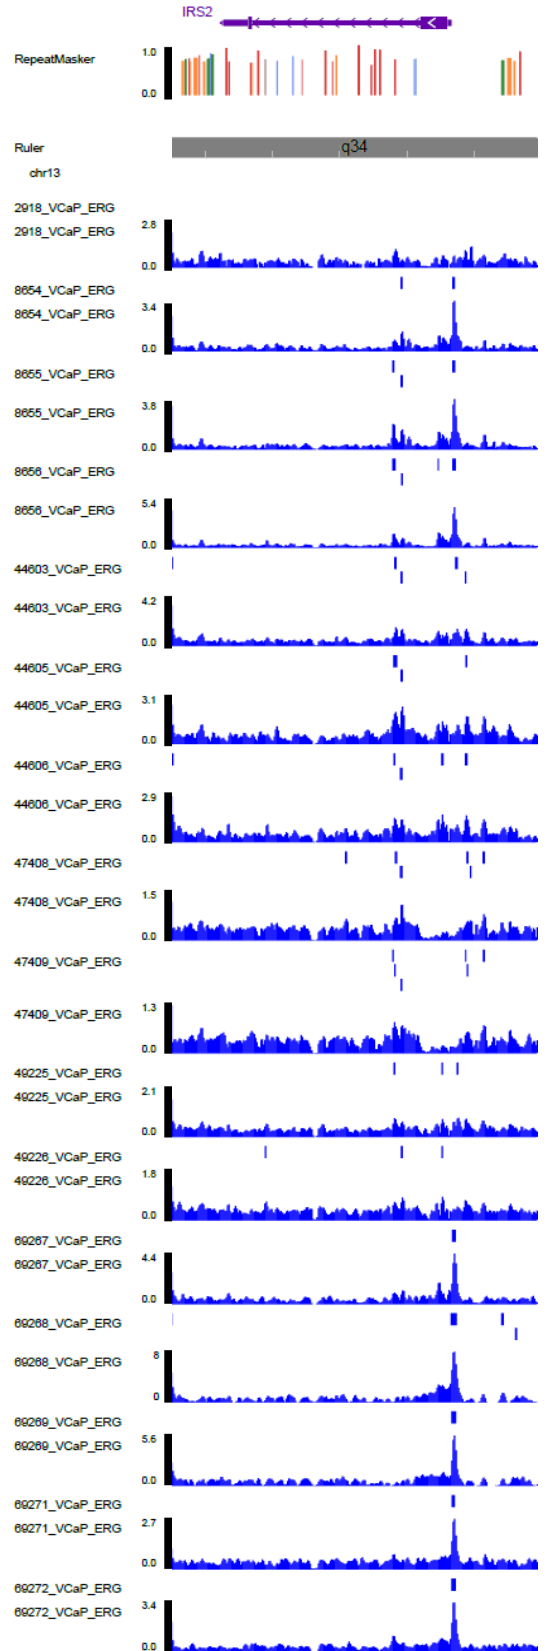 IRS2
RepeatMasker 1.0
0.0
Ruler q34
chr13
2918_VCaP_ERG
2918_VCaP_ERG 2.8
0.0
8654_VCaP_ERG
8654_VCaP_ERG 3.4
0.0
8655_VCaP_ERG
8655_VCaP_ERG 3.8
0.0
8656_VCaP_ERG
8656_VCaP_ERG 5.4
0.0
44603_VCaP_ERG
44603_VCaP_ERG 4.2
0.0
44605_VCaP_ERG
44605_VCaP_ERG 3.1
0.0
44606_VCaP_ERG
44606_VCaP_ERG 2.9
0.0
47408_VCaP_ERG
47408_VCaP_ERG 1.5
0.0
47409_VCaP_ERG
47409_VCaP_ERG 1.3
0.0
49225_VCaP_ERG
49225_VCaP_ERG 2.1
0.0
49226_VCaP_ERG
49226_VCaP_ERG 1.8
0.0
69267_VCaP_ERG
69267_VCaP_ERG 4.4
0.0
69268_VCaP_ERG
69268_VCaP_ERG 8
0
69269_VCaP_ERG
69269_VCaP_ERG 5.6
0.0
69271_VCaP_ERG
69271_VCaP_ERG 2.7
0.0
69272_VCaP_ERG
69272_VCaP_ERG 3.4
0.0